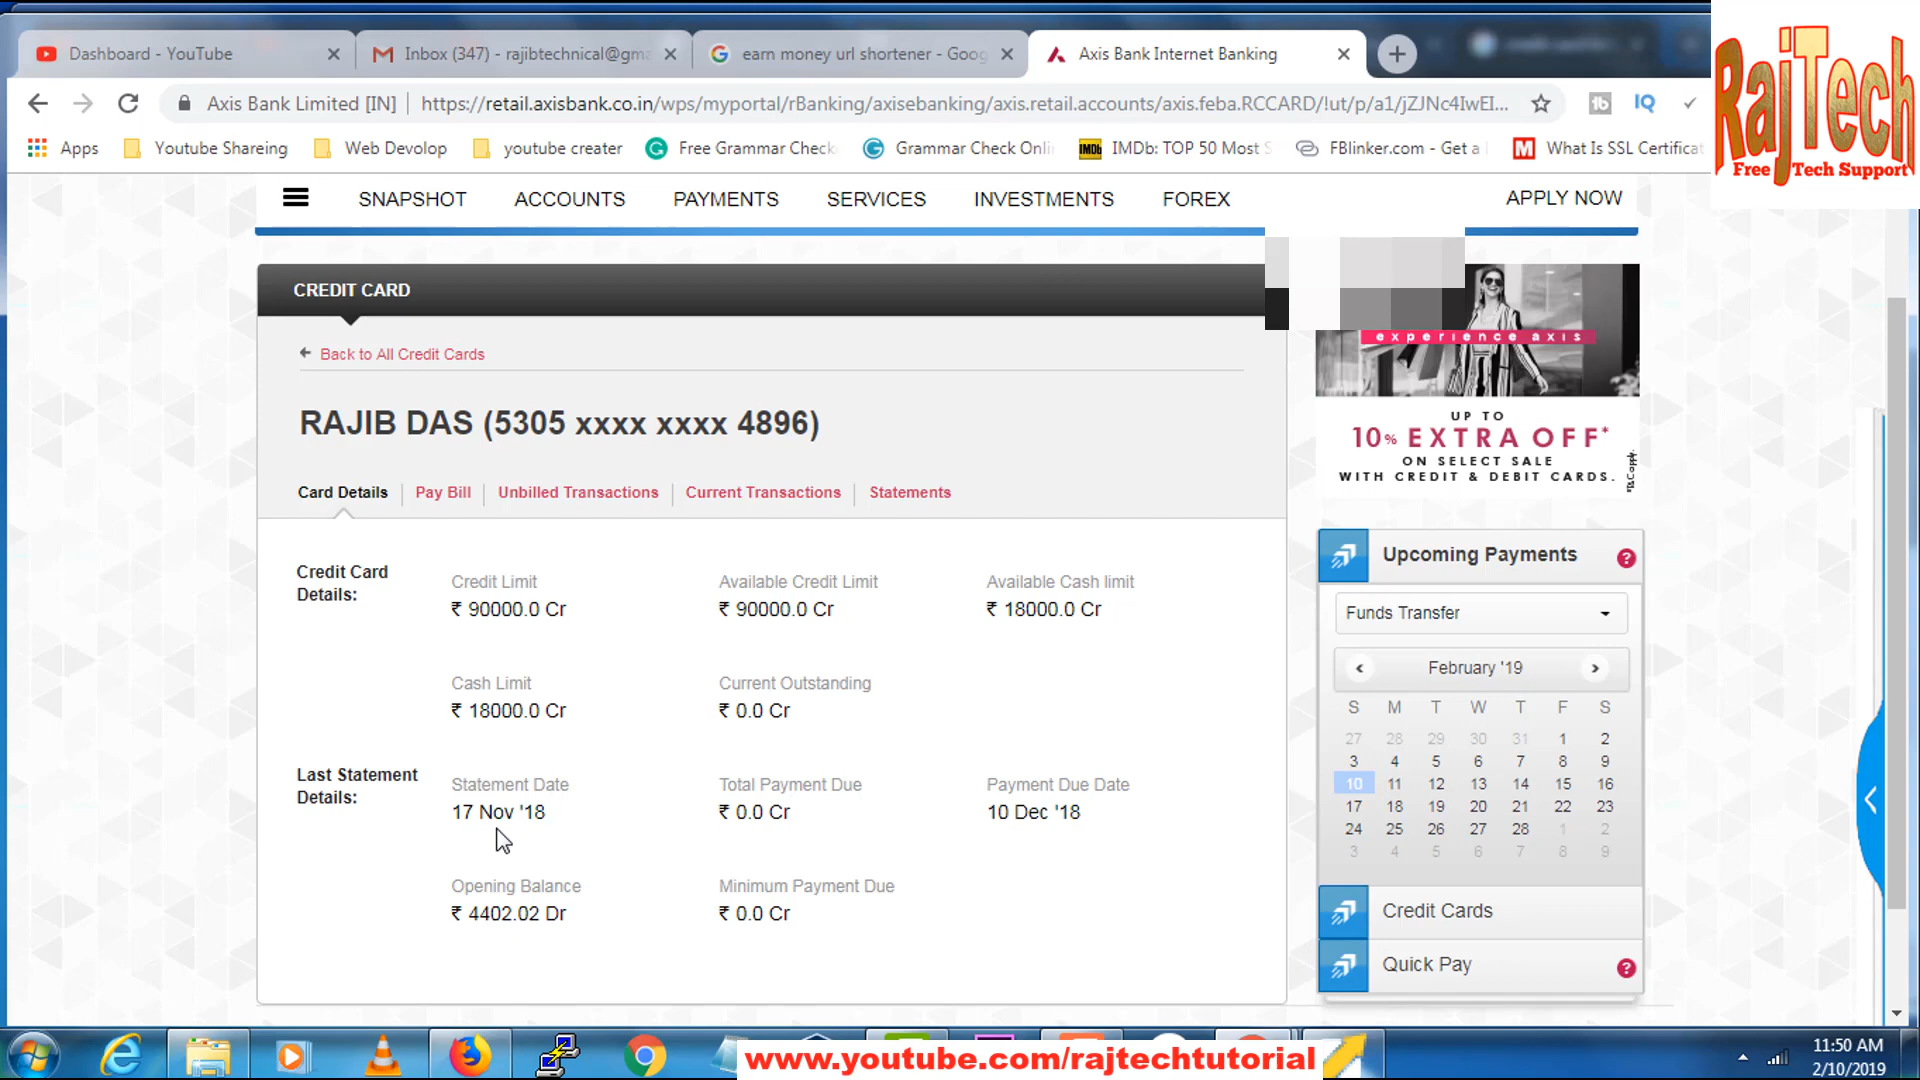 Dashboard - YouTube
Inbox (347) - rajibtechnical@gma
earn money url shortener - Goog
Axis Bank Internet Banking
Axis Bank Limited [IN] | https://retail.axisbank.co.in/wps/myportal/rBanking/axisebanking/axis.retail.accounts/axis.feba.RCCARD/!ut/p/a1/jZJNc4IwEI...
Apps
Youtube Shareing
Web Devolop
youtube creater
Free Grammar Check
Grammar Check Onli
IMDb: TOP 50 Most S
FBlinker.com - Get a
What Is SSL Certificat
RajTech
Free Tech Support
SNAPSHOT ACCOUNTS PAYMENTS SERVICES INVESTMENTS FOREX APPLY NOW
CREDIT CARD
Back to All Credit Cards
RAJIB DAS (5305 xxxx xxxx 4896)
Card Details | Pay Bill | Unbilled Transactions | Current Transactions | Statements
Credit Card Details:
Credit Limit
₹ 90000.0 Cr
Available Credit Limit
₹ 90000.0 Cr
Available Cash limit
₹ 18000.0 Cr
Cash Limit
₹ 18000.0 Cr
Current Outstanding
₹ 0.0 Cr
Last Statement Details:
Statement Date
17 Nov '18
Total Payment Due
₹ 0.0 Cr
Payment Due Date
10 Dec '18
Opening Balance
₹ 4402.02 Dr
Minimum Payment Due
₹ 0.0 Cr
experience axis
UP TO
10% EXTRA OFF*
ON SELECT SALE
WITH CREDIT & DEBIT CARDS.
Upcoming Payments ?
Funds Transfer
February '19
S M T W T F S
27 28 29 30 31 1 2
3 4 5 6 7 8 9
10 11 12 13 14 15 16
17 18 19 20 21 22 23
24 25 26 27 28 1 2
3 4 5 6 7 8 9
Credit Cards
Quick Pay ?
www.youtube.com/rajtechtutorial
11:50 AM
2/10/2019